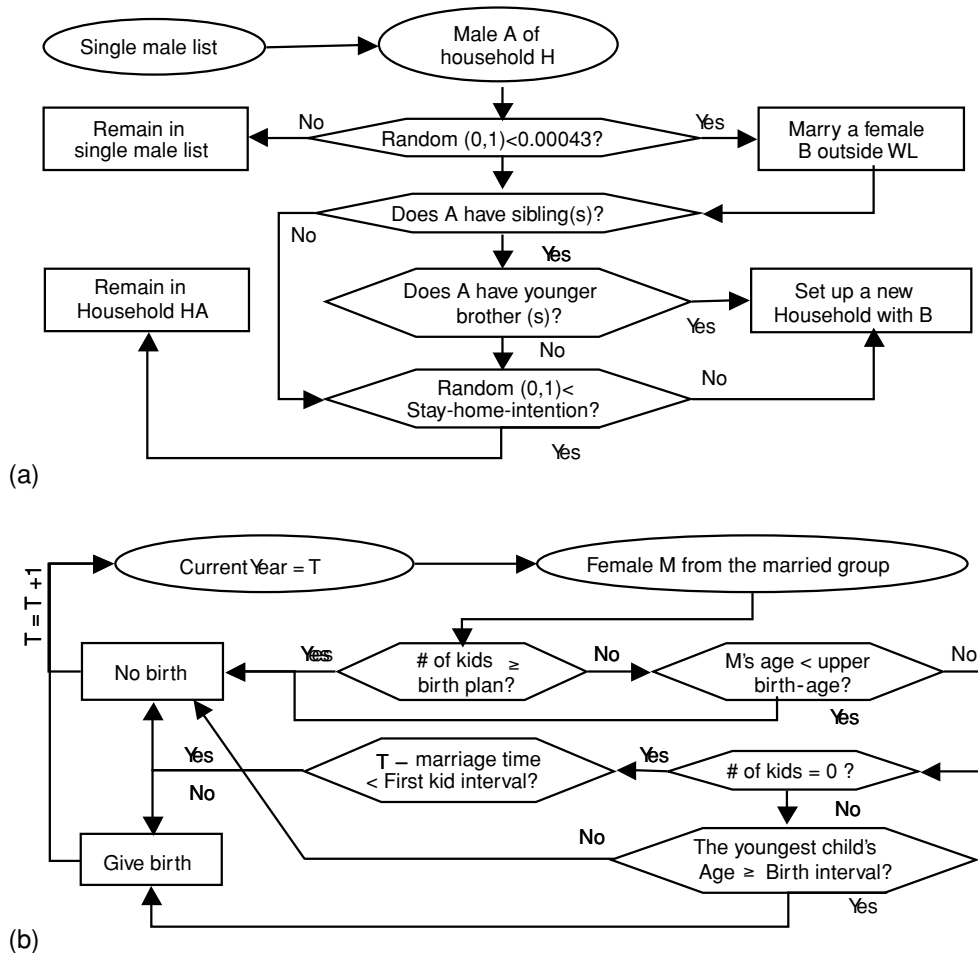 Single male list
Male A of
household H
Remain in
single male list
No
Random (0,1)<0.00043?
Yes
Marry a female
B outside WL
Does A have sibling(s)?
No
Yes
Remain in
Household HA
Does A have younger
brother (s)?
Yes
Set up a new
Household with B
No
Random (0,1)<
Stay-home-intention?
No
Yes
(a)
T = T +1
Current Year = T
Female M from the married group
No birth
Yes
# of kids ≥
birth plan?
No
M's age < upper
birth-age?
No
Yes
Yes
No
T – marriage time
< First kid interval?
Yes
# of kids = 0 ?
No
Give birth
No
The youngest child's
Age ≥ Birth interval?
Yes
(b)